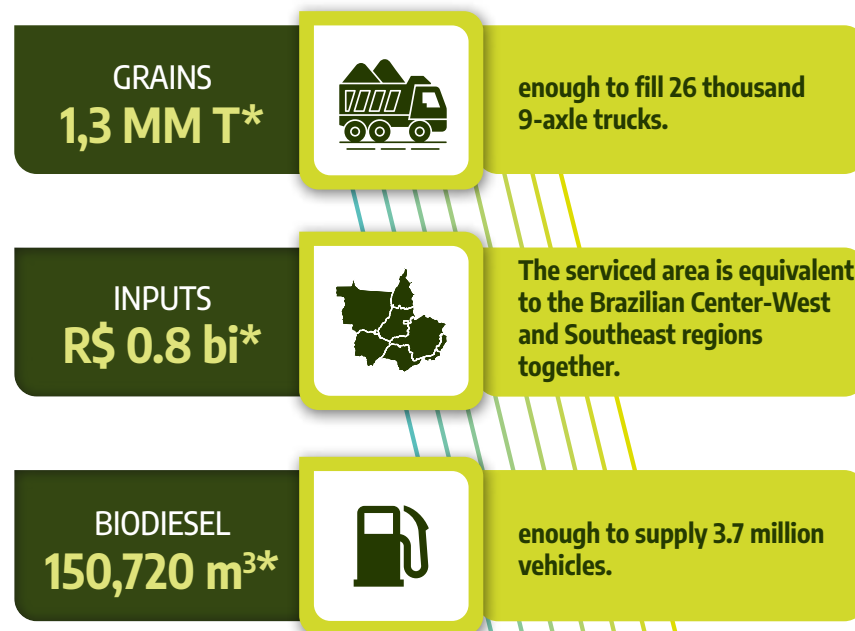 GRAINS
1,3 MM T*
enough to fill 26 thousand
9-axle trucks.
INPUTS
R$ 0.8 bi*
The serviced area is equivalent
to the Brazilian Center-West
and Southeast regions
together.
BIODIESEL
150,720 m³*
enough to supply 3.7 million
vehicles.